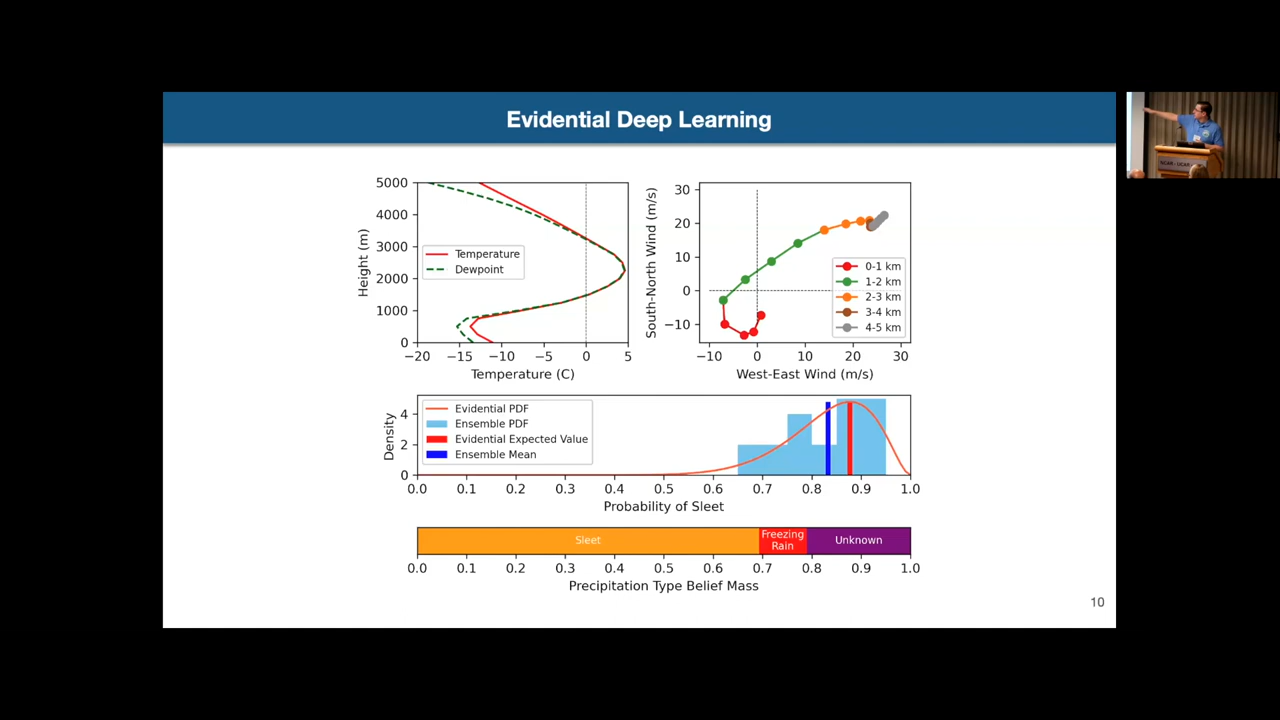 Evidential Deep Learning
5000
4000
3000
2000
1000
0
Height (m)
Temperature
Dewpoint
−20 −15 −10 −5 0 5
Temperature (C)
30
20
10
0
−10
South-North Wind (m/s)
0-1 km
1-2 km
2-3 km
3-4 km
4-5 km
−10 0 10 20 30
West-East Wind (m/s)
4
2
0
Density
Evidential PDF
Ensemble PDF
Evidential Expected Value
Ensemble Mean
0.0 0.1 0.2 0.3 0.4 0.5 0.6 0.7 0.8 0.9 1.0
Probability of Sleet
Sleet
Freezing
Rain
Unknown
0.0 0.1 0.2 0.3 0.4 0.5 0.6 0.7 0.8 0.9 1.0
Precipitation Type Belief Mass
10